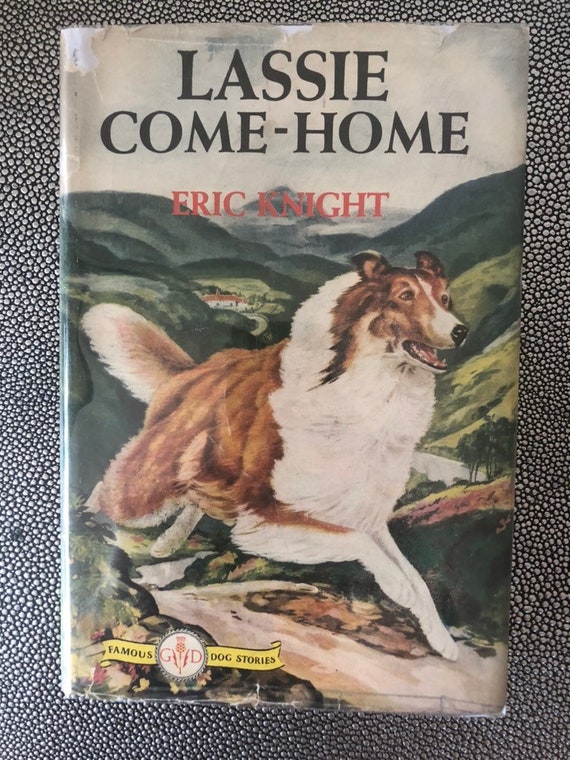 LASSIE
COME-HOME
ERIC KNIGHT
FAMOUS G D DOG STORIES